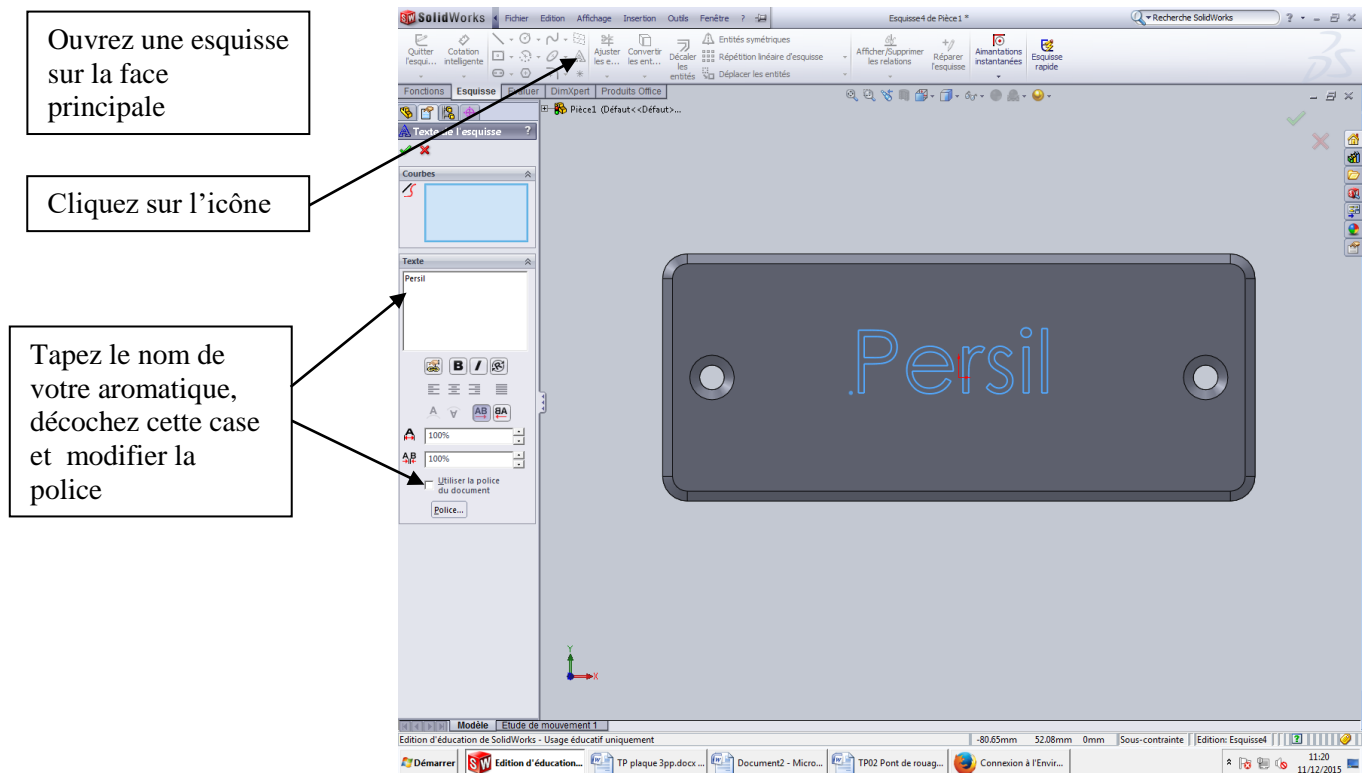 Ouvrez une esquisse
sur la face
principale
Cliquez sur l’icône
Tapez le nom de
votre aromatique,
décochez cette case
et modifier la
police
SolidWorks Fichier Edition Affichage Insertion Outils Fenêtre ? Esquisse4 de Pièce1 * Recherche SolidWorks ?
Quitter l'esqui...
Cotation intelligente
Ajuster les e...
Convertir les ent...
Décaler les entités
Entités symétriques
Répétition linéaire d'esquisse
Déplacer les entités
Afficher/Supprimer les relations
Réparer l'esquisse
Aimantations instantanées
Esquisse rapide
Fonctions Esquisse Evaluer DimXpert Produits Office
Pièce1 (Défaut<<Défaut>...
Texte de l'esquisse ?
Courbes
Texte
Persil
B I
A A AB AB
A 100%
AB 100%
Utiliser la police
du document
Police...
.Persil
Y
X
Modèle Etude de mouvement 1
Edition d'éducation de SolidWorks - Usage éducatif uniquement -80.65mm 52.08mm 0mm Sous-contrainte Edition: Esquisse4
Démarrer Edition d'éducation... TP plaque 3pp.docx ... Document2 - Micro... TP02 Pont de rouag... Connexion à l'Envir... 11:20
11/12/2015